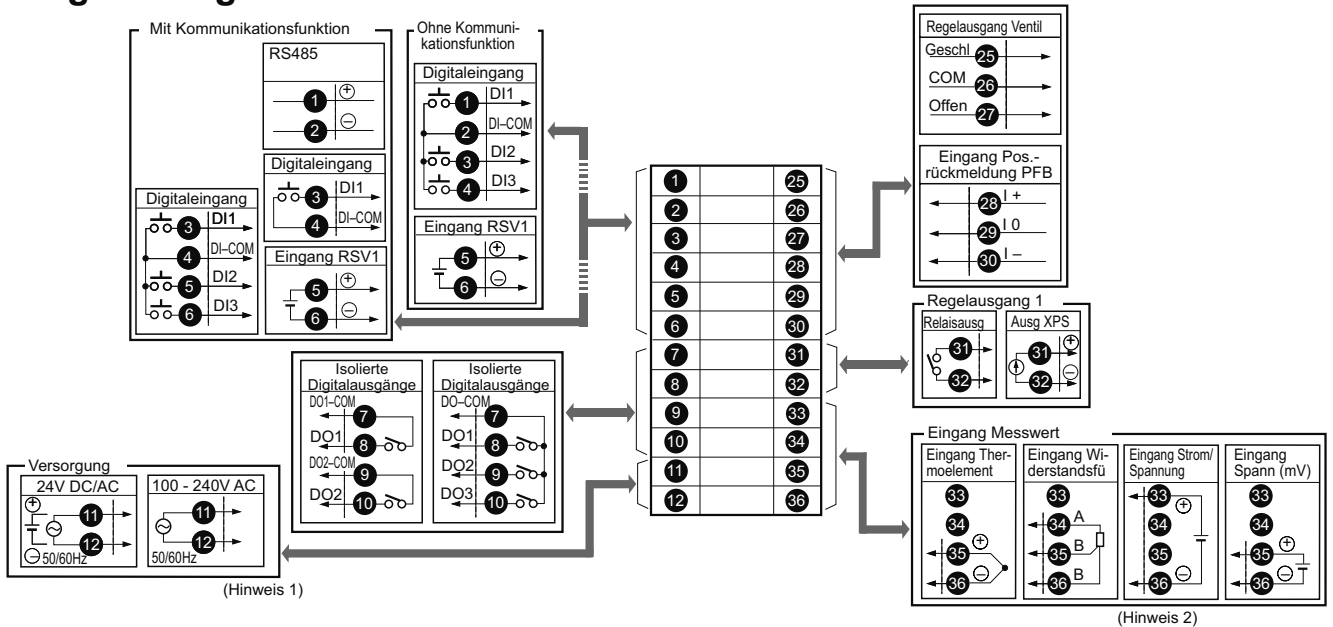 Mit Kommunikationsfunktion
RS485
1 ⊕
2 ⊖
Digitaleingang
3 DI1
4 DI–COM
Digitaleingang
3 DI1
4 DI–COM
5 DI2
6 DI3
Eingang RSV1
5 ⊕
6 ⊖
Ohne Kommuni-
kationsfunktion
Digitaleingang
1 DI1
2 DI–COM
3 DI2
4 DI3
Eingang RSV1
5 ⊕
6 ⊖
Isolierte
Digitalausgänge
DO1–COM 7
DO1 8
DO2–COM 9
DO2 10
Isolierte
Digitalausgänge
DO–COM 7
DO1 8
DO2 9
DO3 10
Versorgung
24V DC/AC
⊕ 11
12
⊖ 50/60Hz
100 - 240V AC
11
12
50/60Hz
(Hinweis 1)
1 25
2 26
3 27
4 28
5 29
6 30
7 31
8 32
9 33
10 34
11 35
12 36
Regelausgang Ventil
Geschl 25
COM 26
Offen 27
Eingang Pos.-
rückmeldung PFB
28 I +
29 I 0
30 I –
Regelausgang 1
Relaisausg
31
32
Ausg XPS
31 ⊕
32 ⊖
Eingang Messwert
Eingang Ther-
moelement
33
34
35 ⊕
36 ⊖
Eingang Wi-
derstandsfü
33
34 A
35 B
36 B
Eingang Strom/
Spannung
33 ⊕
34
35
36 ⊖
Eingang
Spann (mV)
33
34
35 ⊕
36 ⊖
(Hinweis 2)